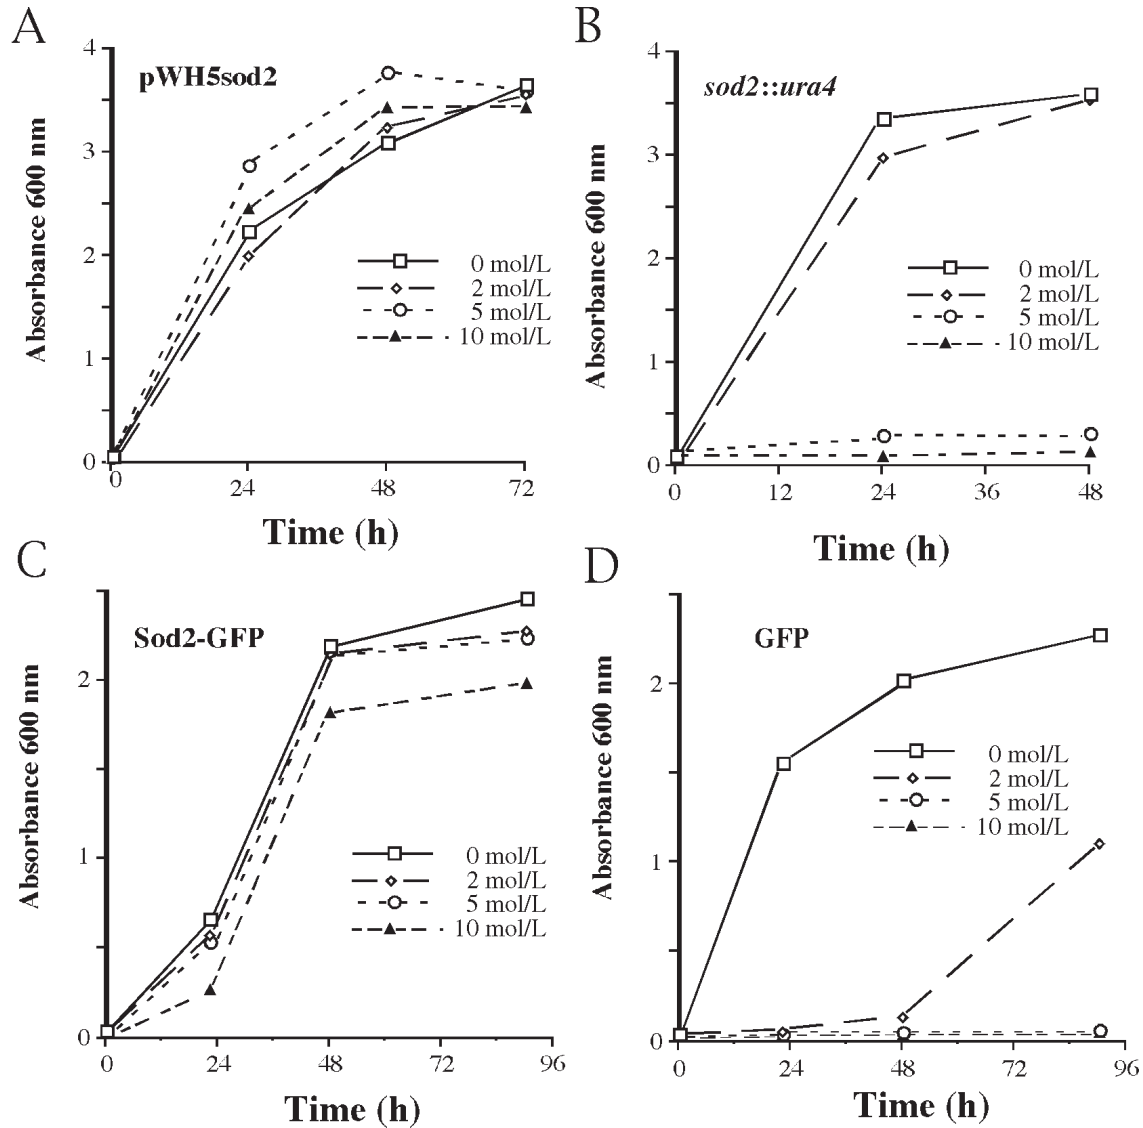 A
pWH5sod2
Absorbance 600 nm
4
3
2
1
0
0 mol/L
2 mol/L
5 mol/L
10 mol/L
0 24 48 72
Time (h)
B
sod2::ura4
Absorbance 600 nm
4
3
2
1
0
0 mol/L
2 mol/L
5 mol/L
10 mol/L
0 12 24 36 48
Time (h)
C
Sod2-GFP
Absorbance 600 nm
2
1
0
0 mol/L
2 mol/L
5 mol/L
10 mol/L
0 24 48 72 96
Time (h)
D
GFP
Absorbance 600 nm
2
1
0
0 mol/L
2 mol/L
5 mol/L
10 mol/L
0 24 48 72 96
Time (h)